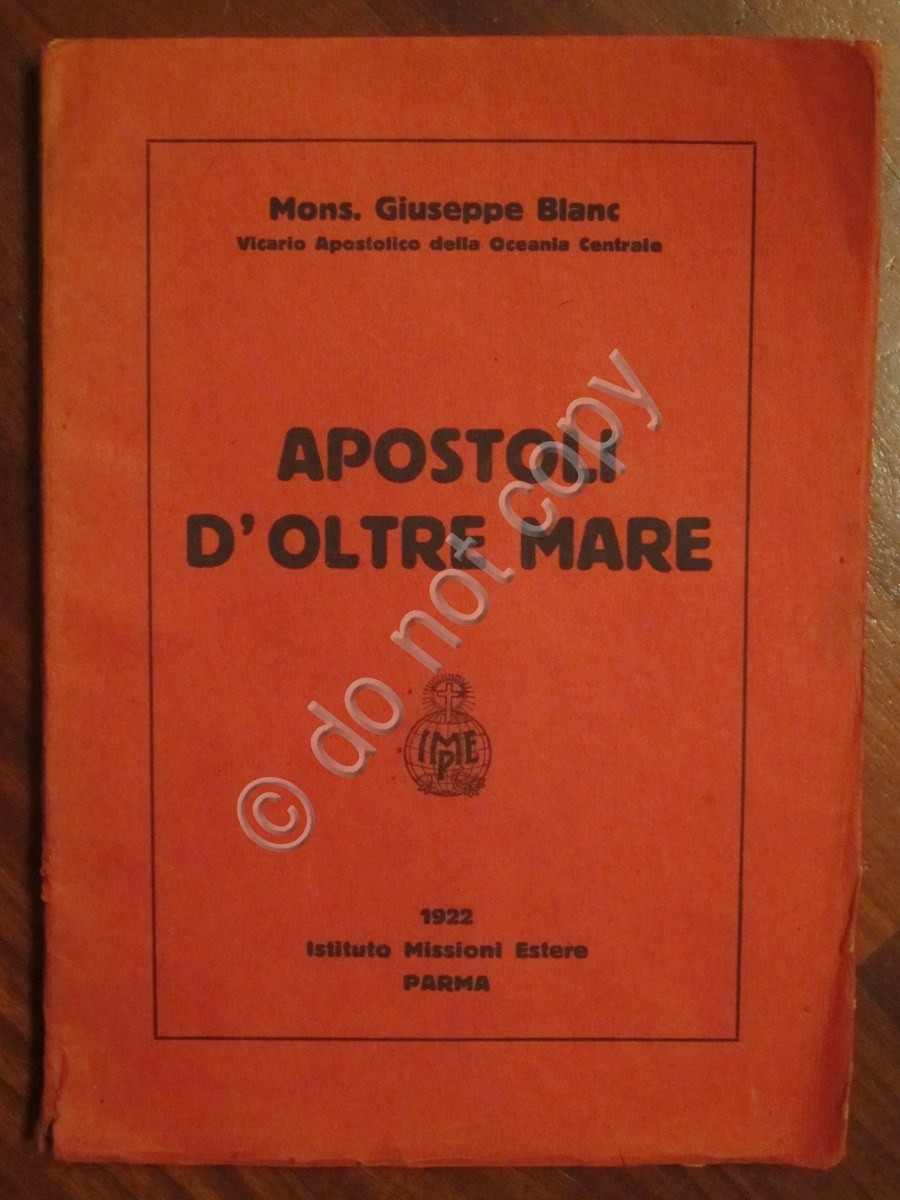 Mons. Giuseppe Blanc
Vicario Apostolico della Oceania Centrale
APOSTOLI
D'OLTRE MARE
© do not copy
IMPE
1922
Istituto Missioni Estere
PARMA